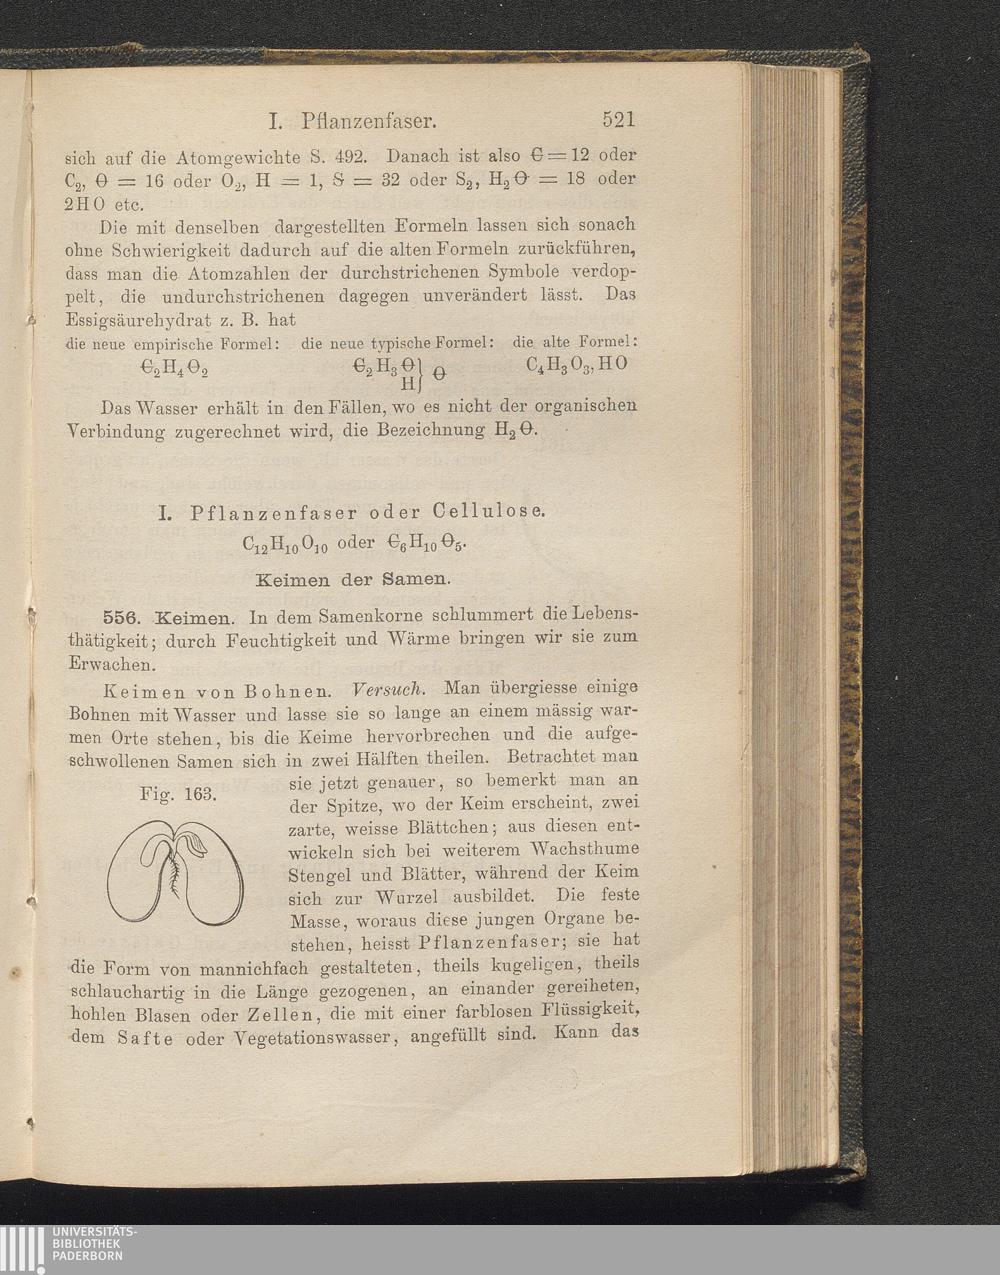 I. Pflanzenfaser. 521
sich auf die Atomgewichte S. 492. Danach ist also C̶ = 12 oder
C₂, O̶ = 16 oder O₂, H = 1, S̶ = 32 oder S₂, H₂O̶ = 18 oder
2HO etc.
Die mit denselben dargestellten Formeln lassen sich sonach
ohne Schwierigkeit dadurch auf die alten Formeln zurückführen,
dass man die Atomzahlen der durchstrichenen Symbole verdop-
pelt, die undurchstrichenen dagegen unverändert lässt. Das
Essigsäurehydrat z. B. hat
die neue empirische Formel: die neue typische Formel: die alte Formel:
C̶₂H₄O̶₂ C̶₂H₃O̶} O̶ C₄H₃O₃, HO
H}
Das Wasser erhält in den Fällen, wo es nicht der organischen
Verbindung zugerechnet wird, die Bezeichnung H₂O̶.
I. Pflanzenfaser oder Cellulose.
C₁₂H₁₀O₁₀ oder C̶₆H₁₀O̶₅.
Keimen der Samen.
556. Keimen. In dem Samenkorne schlummert die Lebens-
thätigkeit; durch Feuchtigkeit und Wärme bringen wir sie zum
Erwachen.
Keimen von Bohnen. Versuch. Man übergiesse einige
Bohnen mit Wasser und lasse sie so lange an einem mässig war-
men Orte stehen, bis die Keime hervorbrechen und die aufge-
schwollenen Samen sich in zwei Hälften theilen. Betrachtet man
sie jetzt genauer, so bemerkt man an
der Spitze, wo der Keim erscheint, zwei
zarte, weisse Blättchen; aus diesen ent-
wickeln sich bei weiterem Wachsthume
Stengel und Blätter, während der Keim
sich zur Wurzel ausbildet. Die feste
Masse, woraus diese jungen Organe be-
stehen, heisst Pflanzenfaser; sie hat
Fig. 163.
die Form von mannichfach gestalteten, theils kugeligen, theils
schlauchartig in die Länge gezogenen, an einander gereiheten,
hohlen Blasen oder Zellen, die mit einer farblosen Flüssigkeit,
dem Safte oder Vegetationswasser, angefüllt sind. Kann das
UNIVERSITÄTS-
BIBLIOTHEK
PADERBORN